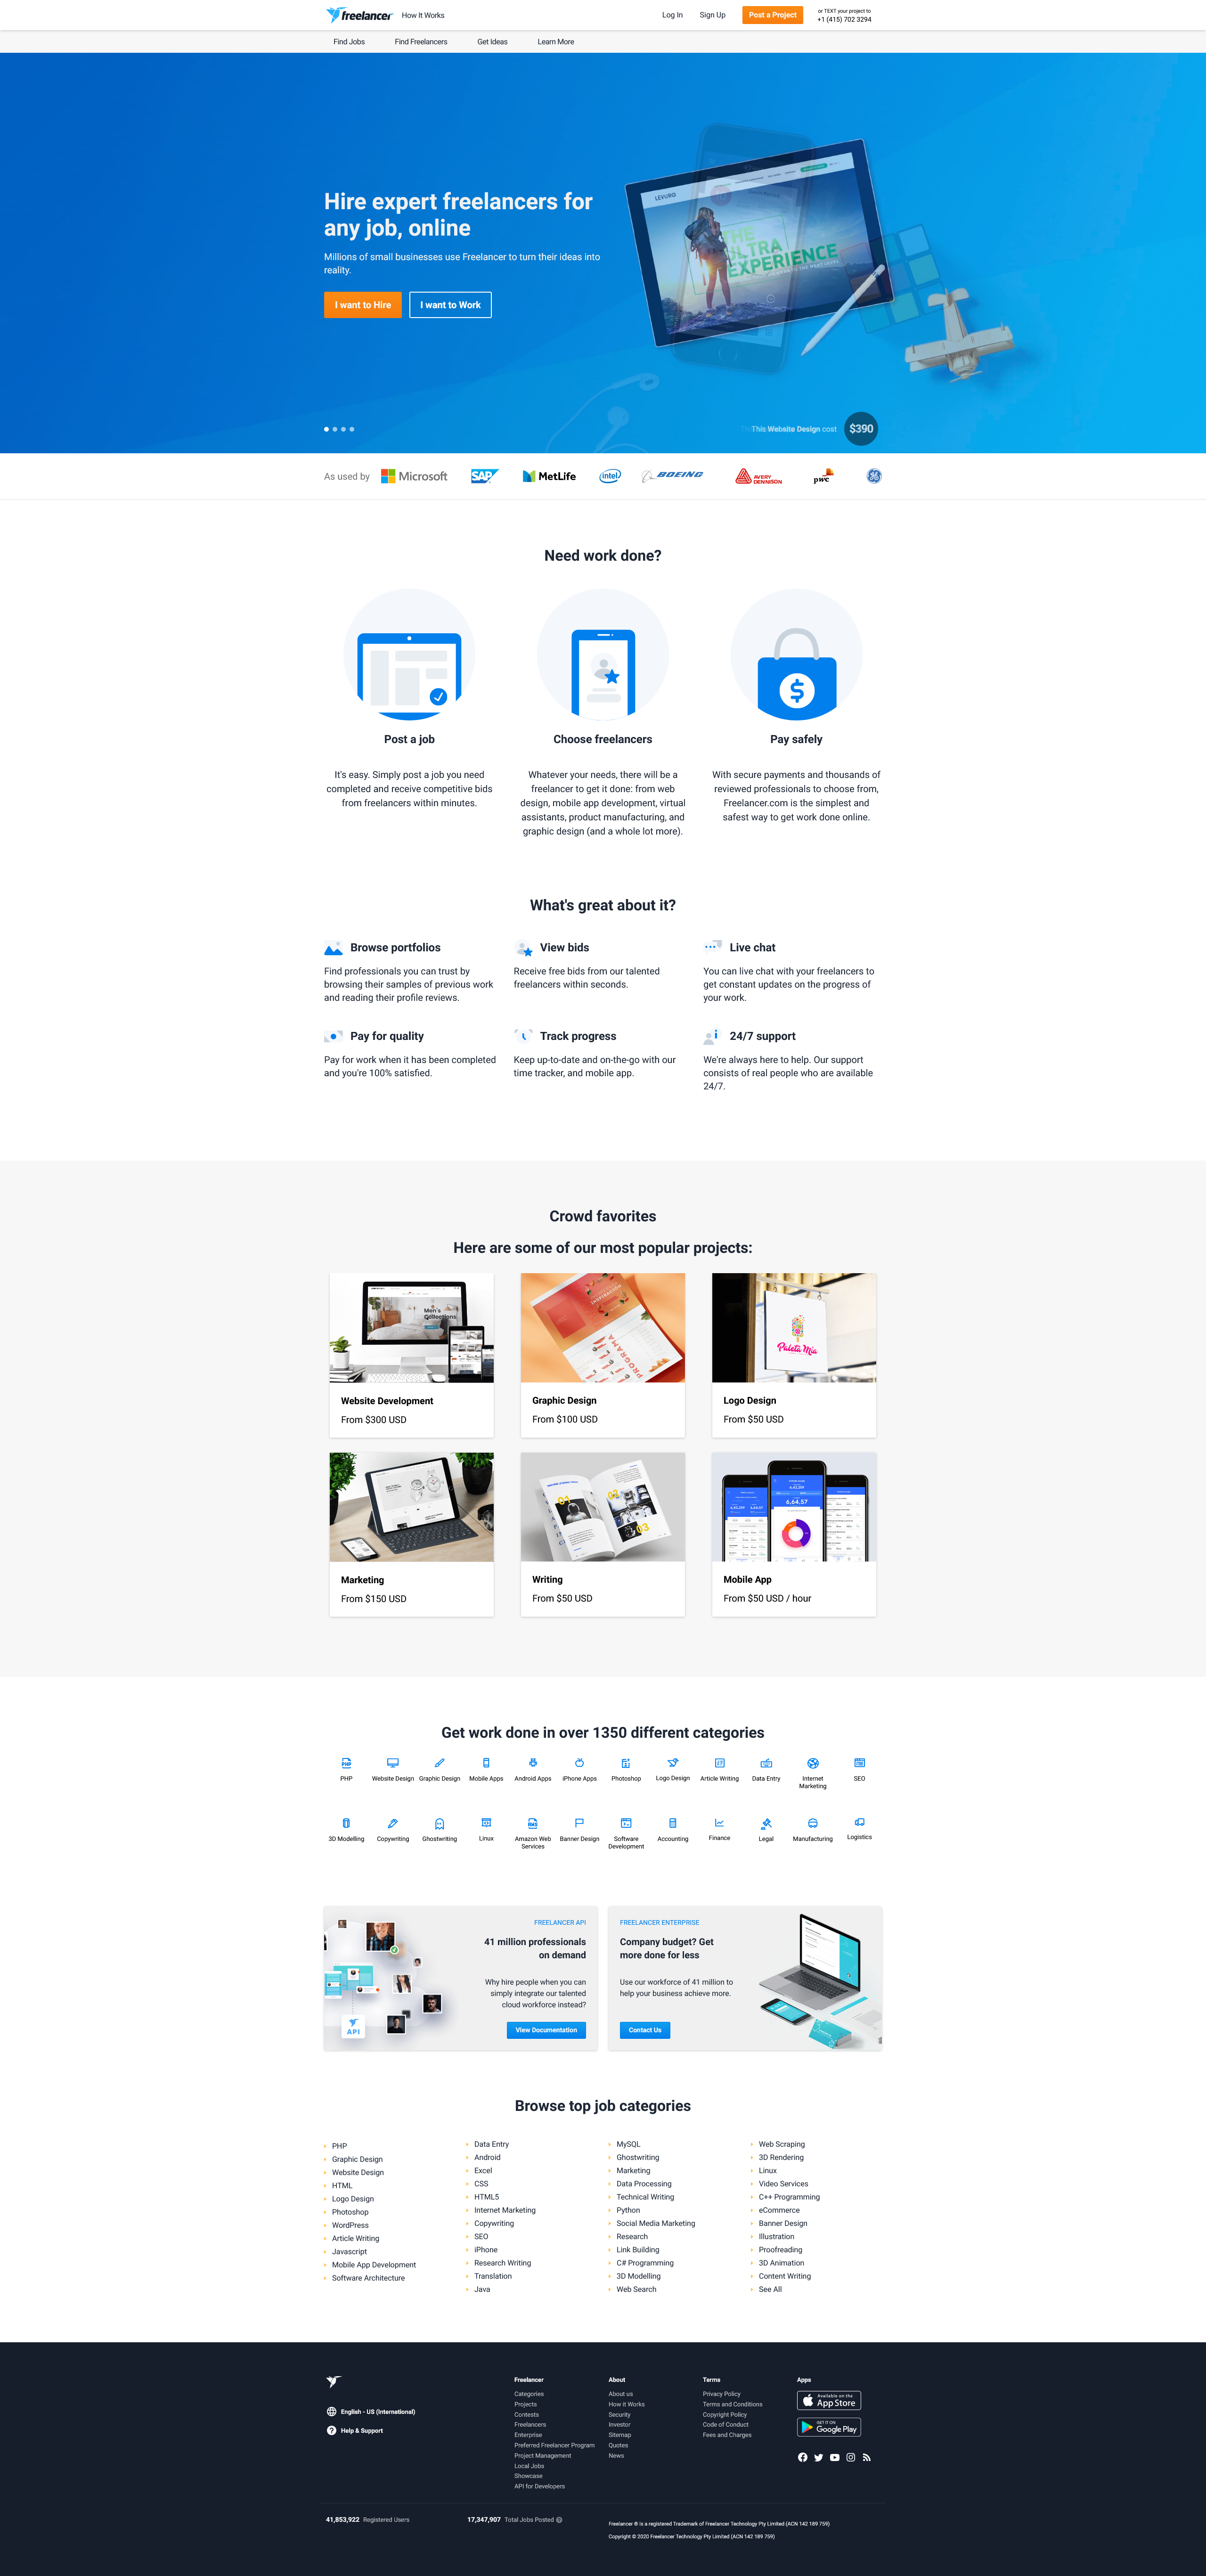 freelancer
How It Works
Log In
Sign Up
Post a Project
or TEXT your project to
+1 (415) 702 3294
Find Jobs
Find Freelancers
Get Ideas
Learn More
LEVURG
THE
ULTRA
EXPERIENCE
Hire expert freelancers for
any job, online
Millions of small businesses use Freelancer to turn their ideas into
reality.
I want to Hire
I want to Work
This Website Design cost
$390
As used by
Microsoft
SAP
MetLife
intel
BOEING
AVERY
DENNISON
pwc
Need work done?
Post a job
It's easy. Simply post a job you need
completed and receive competitive bids
from freelancers within minutes.
Choose freelancers
Whatever your needs, there will be a
freelancer to get it done: from web
design, mobile app development, virtual
assistants, product manufacturing, and
graphic design (and a whole lot more).
Pay safely
With secure payments and thousands of
reviewed professionals to choose from,
Freelancer.com is the simplest and
safest way to get work done online.
What's great about it?
Browse portfolios
Find professionals you can trust by
browsing their samples of previous work
and reading their profile reviews.
View bids
Receive free bids from our talented
freelancers within seconds.
Live chat
You can live chat with your freelancers to
get constant updates on the progress of
your work.
Pay for quality
Pay for work when it has been completed
and you're 100% satisfied.
Track progress
Keep up-to-date and on-the-go with our
time tracker, and mobile app.
24/7 support
We're always here to help. Our support
consists of real people who are available
24/7.
Crowd favorites
Here are some of our most popular projects:
Men's
Collections
Website Development
From $300 USD
PROGRAMA
Graphic Design
From $100 USD
Paleta Mia
Logo Design
From $50 USD
Marketing
From $150 USD
01
02
03
Writing
From $50 USD
6,64,57
Mobile App
From $50 USD / hour
Get work done in over 1350 different categories
PHP
Website Design
Graphic Design
Mobile Apps
Android Apps
iPhone Apps
Photoshop
Logo Design
Article Writing
Data Entry
Internet
Marketing
SEO
3D Modelling
Copywriting
Ghostwriting
Linux
Amazon Web
Services
Banner Design
Software
Development
Accounting
Finance
Legal
Manufacturing
Logistics
API
FREELANCER API
41 million professionals
on demand
Why hire people when you can
simply integrate our talented
cloud workforce instead?
View Documentation
FREELANCER ENTERPRISE
Company budget? Get
more done for less
Use our workforce of 41 million to
help your business achieve more.
Contact Us
Browse top job categories
PHP
Graphic Design
Website Design
HTML
Logo Design
Photoshop
WordPress
Article Writing
Javascript
Mobile App Development
Software Architecture
Data Entry
Android
Excel
CSS
HTML5
Internet Marketing
Copywriting
SEO
iPhone
Research Writing
Translation
Java
MySQL
Ghostwriting
Marketing
Data Processing
Technical Writing
Python
Social Media Marketing
Research
Link Building
C# Programming
3D Modelling
Web Search
Web Scraping
3D Rendering
Linux
Video Services
C++ Programming
eCommerce
Banner Design
Illustration
Proofreading
3D Animation
Content Writing
See All
English - US (International)
Help & Support
Freelancer
Categories
Projects
Contests
Freelancers
Enterprise
Preferred Freelancer Program
Project Management
Local Jobs
Showcase
API for Developers
About
About us
How it Works
Security
Investor
Sitemap
Quotes
News
Terms
Privacy Policy
Terms and Conditions
Copyright Policy
Code of Conduct
Fees and Charges
Apps
Available on the
App Store
GET IT ON
Google Play
41,853,922 Registered Users
17,347,907 Total Jobs Posted
Freelancer ® is a registered Trademark of Freelancer Technology Pty Limited (ACN 142 189 759)
Copyright © 2020 Freelancer Technology Pty Limited (ACN 142 189 759)